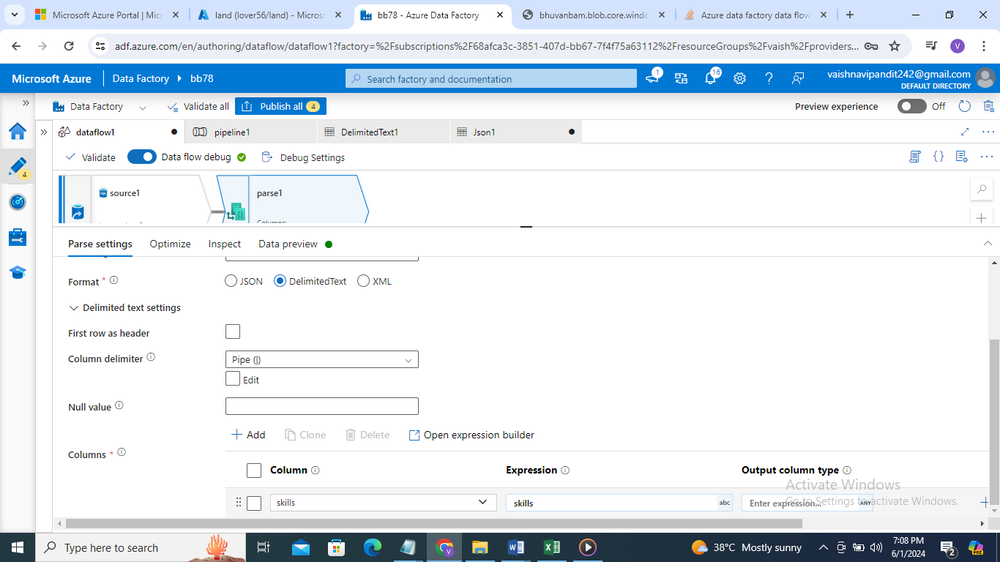 Microsoft Azure Portal | Micr
land (lover56/land) - Microso
bb78 - Azure Data Factory
bhuvanbam.blob.core.windo
Azure data factory data flow
adf.azure.com/en/authoring/dataflow/dataflow1?factory=%2Fsubscriptions%2F68afca3c-3851-407d-bb67-7f4f75a63112%2FresourceGroups%2Fvaish%2Fproviders...
V
Microsoft Azure
Data Factory
bb78
Search factory and documentation
1
16
vaishnavipandit242@gmail.com
DEFAULT DIRECTORY
Data Factory
Validate all
Publish all
4
Preview experience
Off
dataflow1
pipeline1
DelimitedText1
Json1
Validate
Data flow debug
Debug Settings
4
source1
parse1
Columns:
Parse settings
Optimize
Inspect
Data preview
Format *
JSON
DelimitedText
XML
Delimited text settings
First row as header
Column delimiter
Pipe (|)
Edit
Null value
Add
Clone
Delete
Open expression builder
Columns *
Column
Expression
Output column type
skills
skills
abc
Enter expression...
ANY
Activate Windows
Go to Settings to activate Windows.
Type here to search
38°C Mostly sunny
7:08 PM
6/1/2024
2
PRE